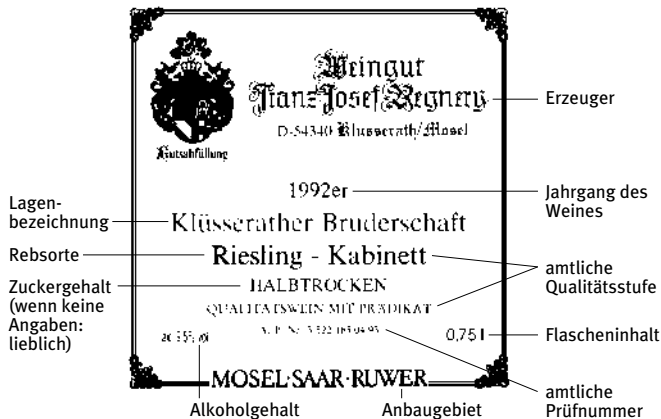 Weingut
Franz Josef Regnery
D-54340 Klüsserath/Mosel
Gutsabfüllung
Erzeuger
1992er
Jahrgang des
Weines
Lagen-
bezeichnung
Klüsserather Bruderschaft
Rebsorte
Riesling - Kabinett
amtliche
Qualitätsstufe
Zuckergehalt
(wenn keine
Angaben:
lieblich)
HALBTROCKEN
QUALITÄTSWEIN MIT PRÄDIKAT
A. P. Nr.
0,75 l
Flascheninhalt
MOSEL·SAAR·RUWER
Alkoholgehalt
Anbaugebiet
amtliche
Prüfnummer